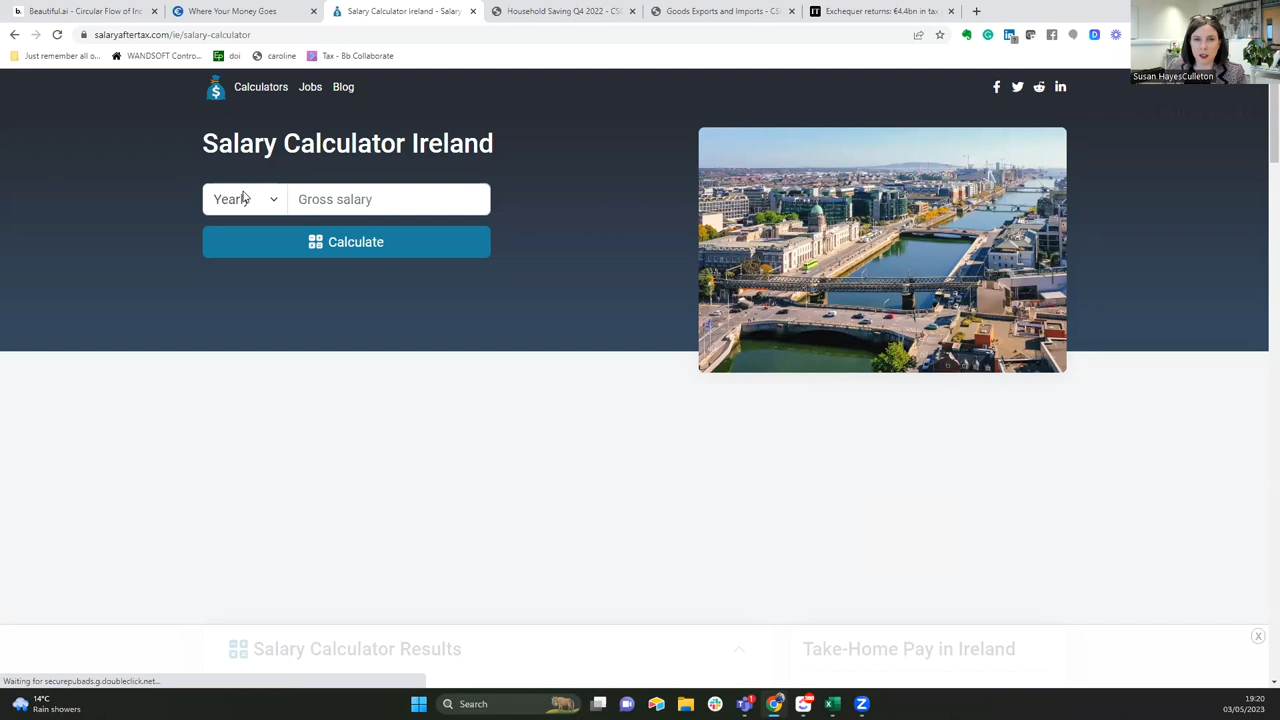 b. Beautiful.ai - Circular Flow of Inc
Where Your Money Goes
Salary Calculator Ireland - Salary
Household Saving Q4 2022 - CSO
Goods Exports and Imports - CSO
IT Exchequer returns: €4.4bn in tax
salaryaftertax.com/ie/salary-calculator
Just remember all o...
WANDSOFT Contro...
Ep doi
caroline
Tax - Bb Collaborate
Susan HayesCulleton
Calculators
Jobs
Blog
Salary Calculator Ireland
Yearly
Gross salary
Calculate
Salary Calculator Results
Take-Home Pay in Ireland
Waiting for securepubads.g.doubleclick.net...
14°C
Rain showers
Search
19:20
03/05/2023